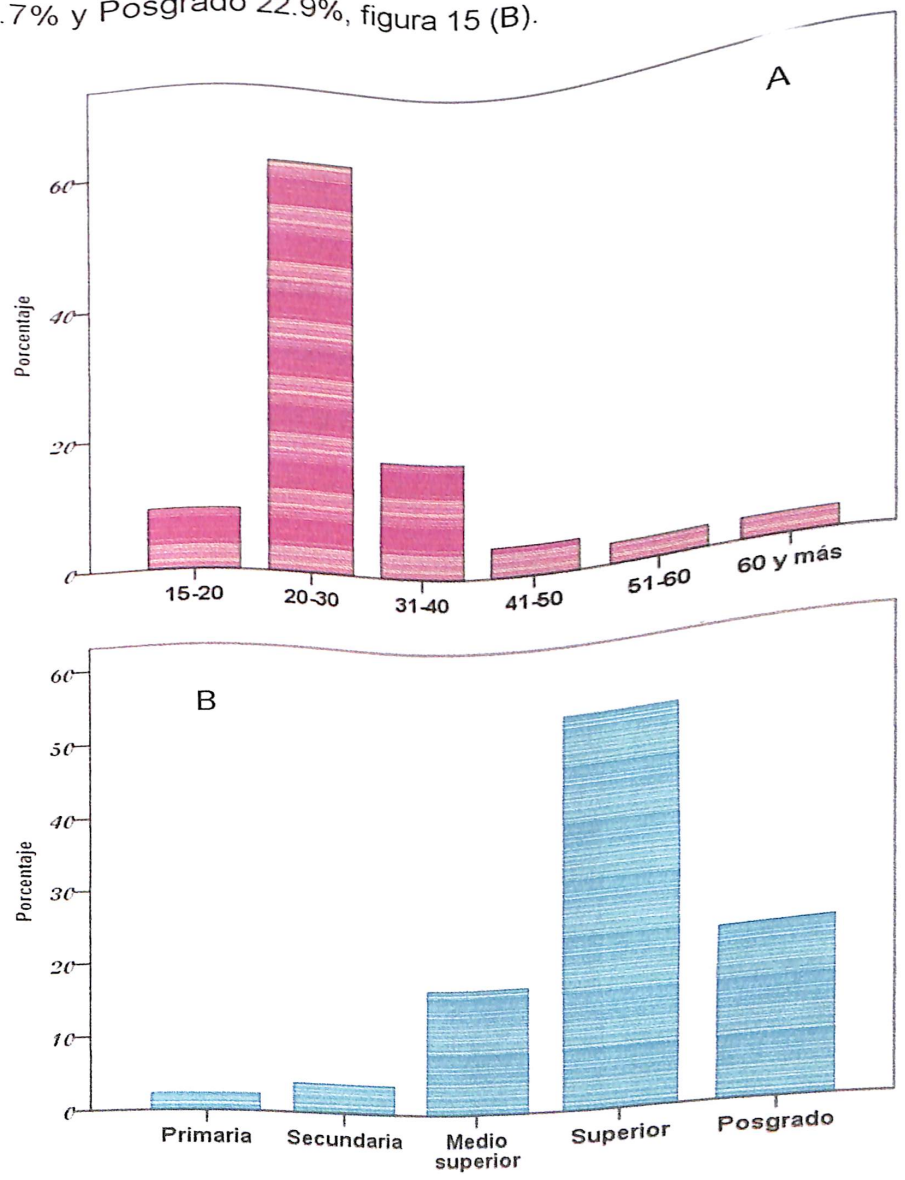 .7% y Posgrado 22.9%, figura 15 (B).
A
Porcentaje
60
40
20
0
15-20
20-30
31-40
41-50
51-60
60 y más
B
Porcentaje
60
50
40
30
20
10
0
Primaria
Secundaria
Medio
superior
Superior
Posgrado